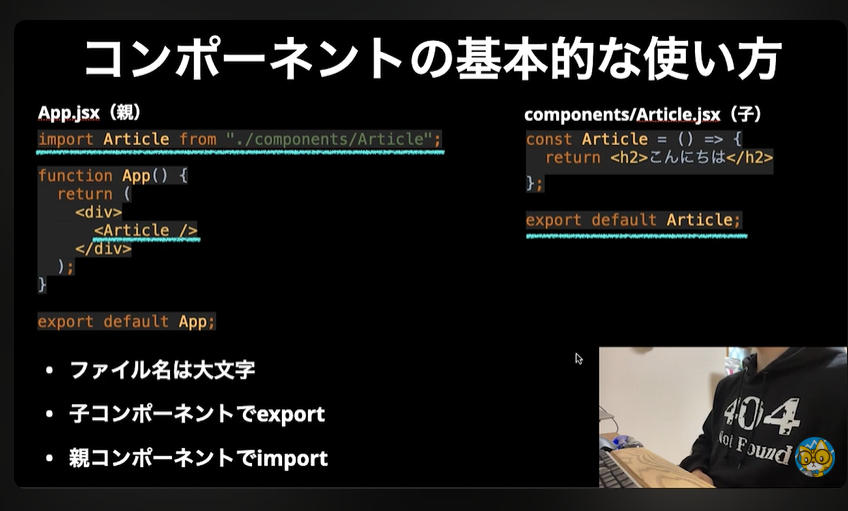 コンポーネントの基本的な使い方
App.jsx（親）
import Article from "./components/Article";
function App() {
return (
<div>
<Article />
</div>
);
}
export default App;
components/Article.jsx（子）
const Article = () => {
return <h2>こんにちは</h2>
};
export default Article;
• ファイル名は大文字
• 子コンポーネントでexport
• 親コンポーネントでimport
404
Not Found